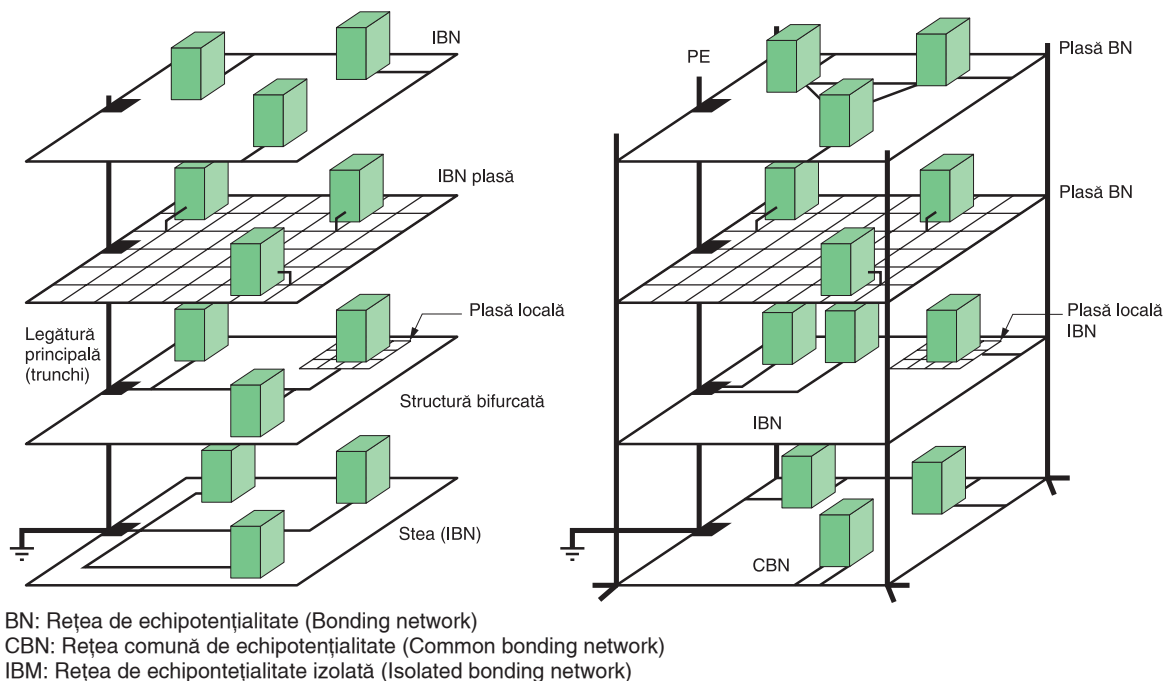 IBN
IBN plasă
Plasă locală
Legătură
principală
(trunchi)
Structură bifurcată
Stea (IBN)
PE
Plasă BN
Plasă BN
Plasă locală
IBN
IBN
CBN
BN: Rețea de echipotențialitate (Bonding network)
CBN: Rețea comună de echipotențialitate (Common bonding network)
IBM: Rețea de echipontețialitate izolată (Isolated bonding network)